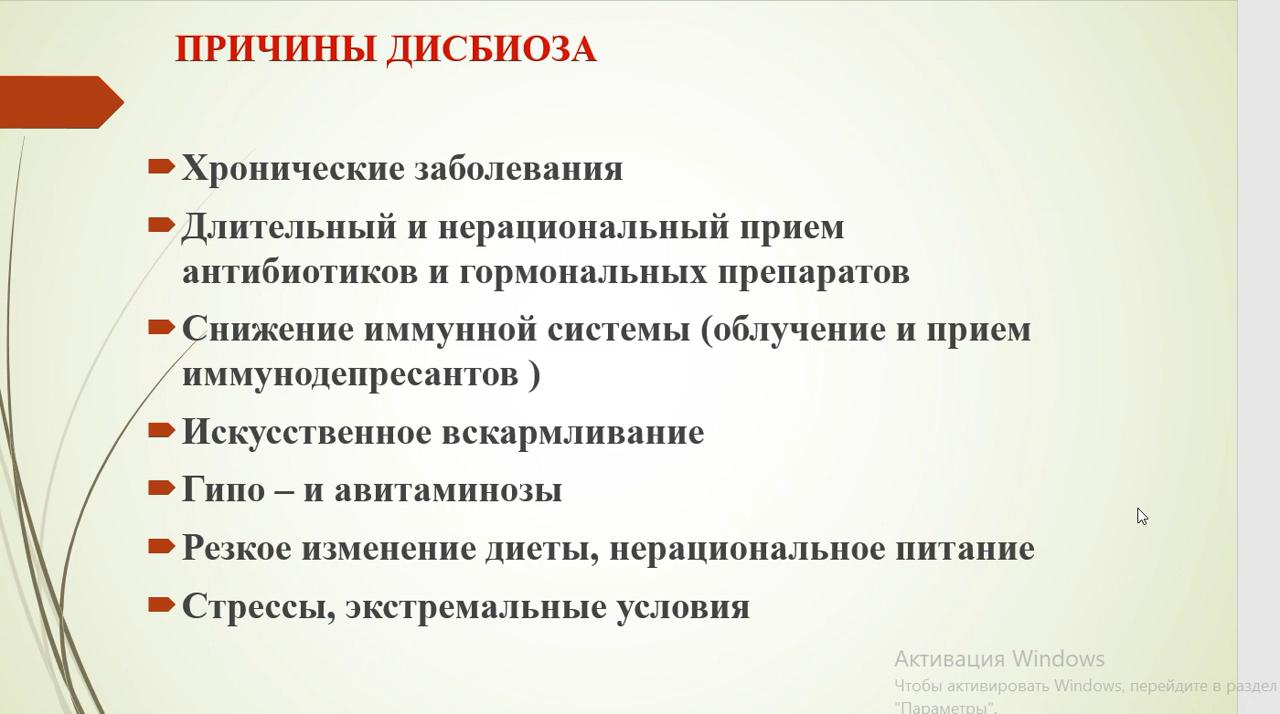 ПРИЧИНЫ ДИСБИОЗА
Хронические заболевания
Длительный и нерациональный прием
антибиотиков и гормональных препаратов
Снижение иммунной системы (облучение и прием
иммунодепресантов )
Искусственное вскармливание
Гипо – и авитаминозы
Резкое изменение диеты, нерациональное питание
Стрессы, экстремальные условия
Активация Windows
Чтобы активировать Windows, перейдите в раздел
"Параметры".